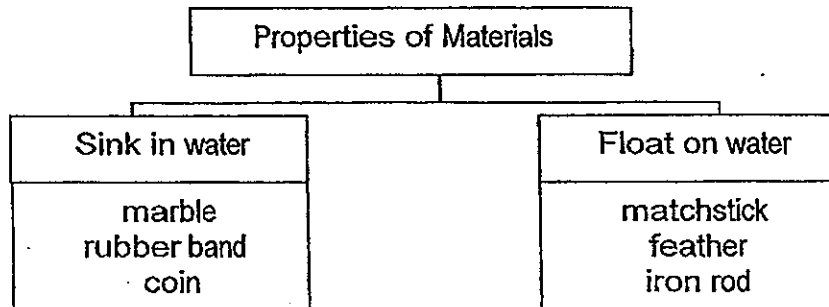 Properties of Materials
Sink in water
marble
rubber band
coin
Float on water
matchstick
feather
iron rod